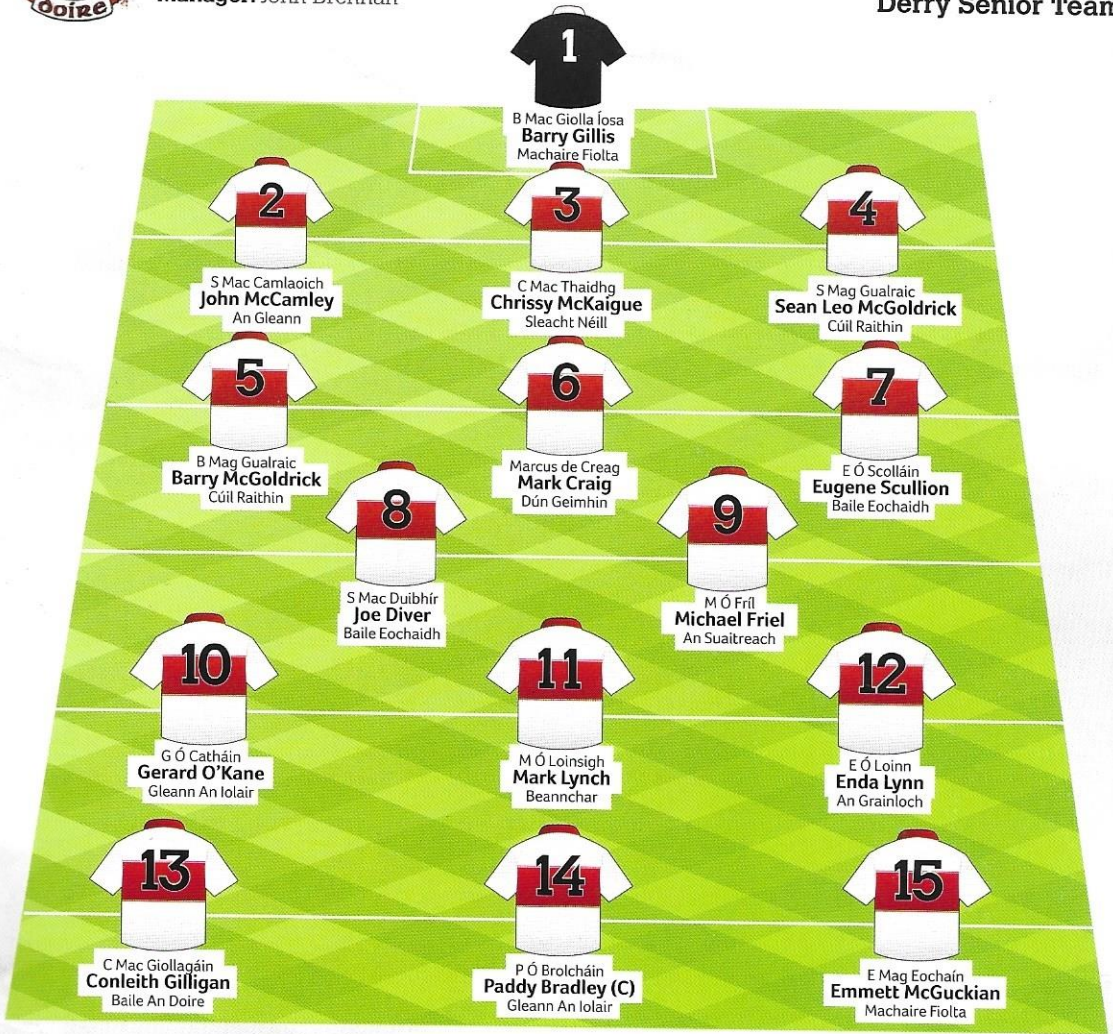 doire
Manager: John Brennan
Derry Senior Team
1
B Mac Giolla Íosa
Barry Gillis
Machaire Fiolta
2
S Mac Camlaoich
John McCamley
An Gleann
3
C Mac Thaidhg
Chrissy McKaigue
Sleacht Néill
4
S Mag Gualraic
Sean Leo McGoldrick
Cúil Raithin
5
B Mag Gualraic
Barry McGoldrick
Cúil Raithin
6
Marcus de Creag
Mark Craig
Dún Geimhin
7
E Ó Scolláin
Eugene Scullion
Baile Eochaidh
8
S Mac Duibhír
Joe Diver
Baile Eochaidh
9
M Ó Fríl
Michael Friel
An Suaitreach
10
G Ó Catháin
Gerard O'Kane
Gleann An Iolair
11
M Ó Loinsigh
Mark Lynch
Beannchar
12
E Ó Loinn
Enda Lynn
An Grainloch
13
C Mac Giollagáin
Conleith Gilligan
Baile An Doire
14
P Ó Brolcháin
Paddy Bradley (C)
Gleann An Iolair
15
E Mag Eochaín
Emmett McGuckian
Machaire Fiolta